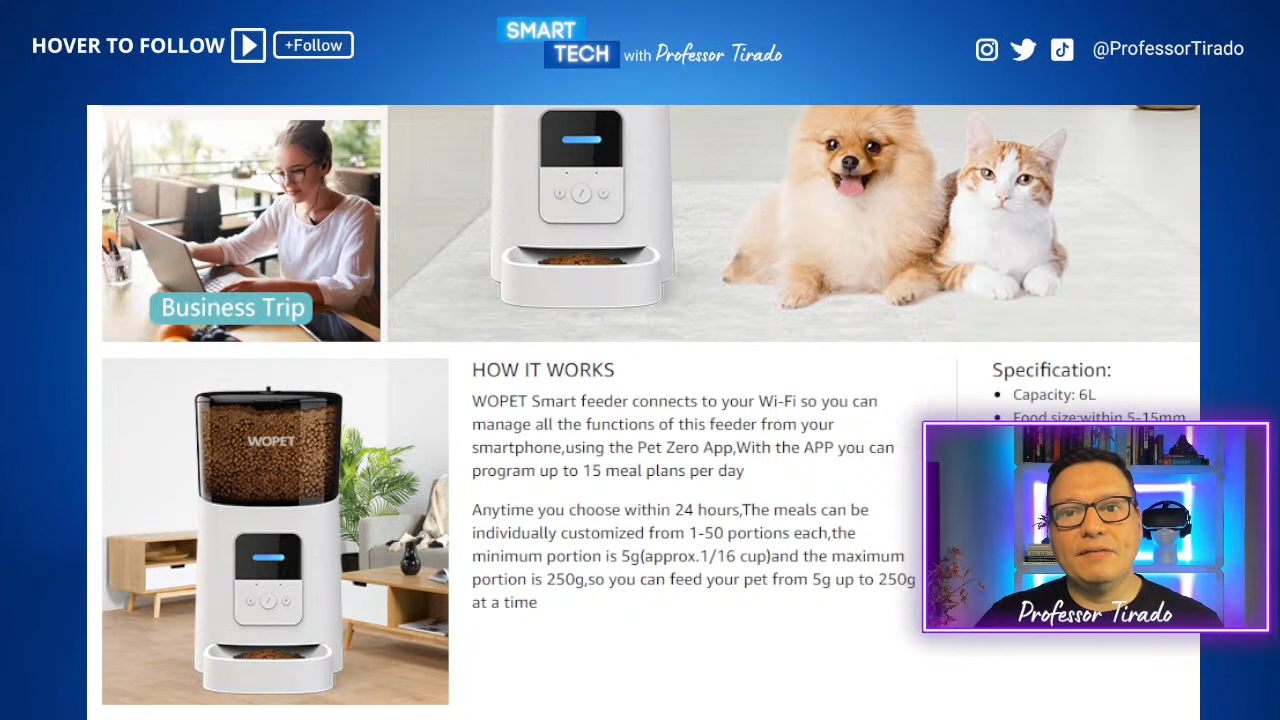 HOVER TO FOLLOW
+Follow
SMART
TECH with Professor Tirado
@ProfessorTirado
Business Trip
WOPET
HOW IT WORKS
WOPET Smart feeder connects to your Wi-Fi so you can
manage all the functions of this feeder from your
smartphone,using the Pet Zero App,With the APP you can
program up to 15 meal plans per day
Anytime you choose within 24 hours,The meals can be
individually customized from 1-50 portions each,the
minimum portion is 5g(approx.1/16 cup)and the maximum
portion is 250g,so you can feed your pet from 5g up to 250g
at a time
Specification:
Capacity: 6L
Food size:within 5-15mm
Professor Tirado